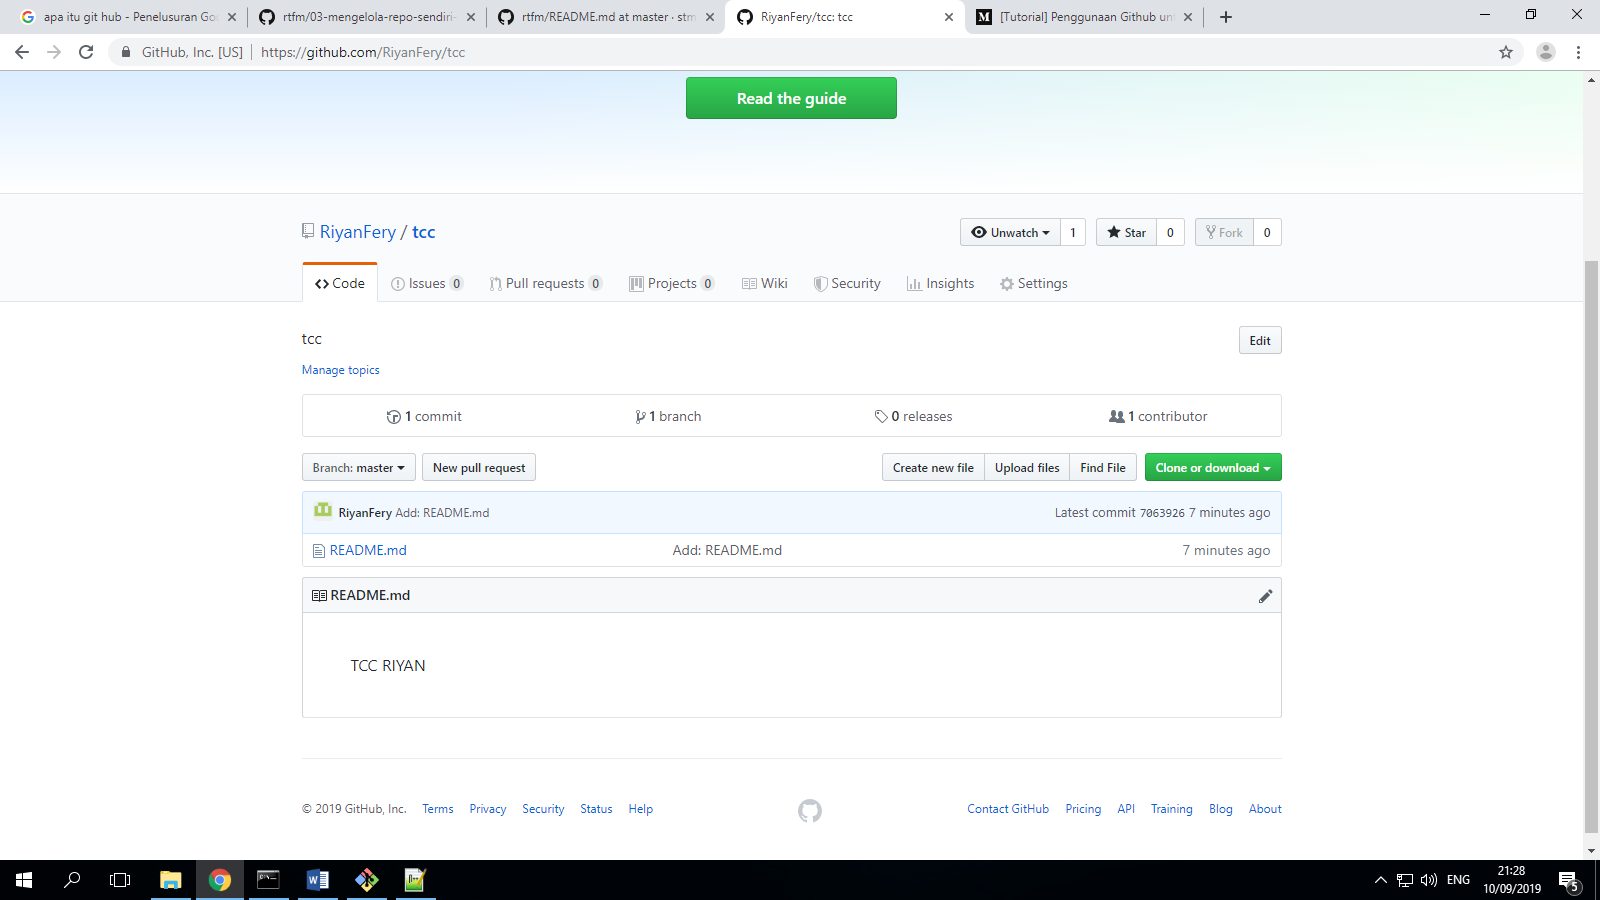 apa itu git hub - Penelusuran Goo
rtfm/03-mengelola-repo-sendiri-
rtfm/README.md at master · stm
RiyanFery/tcc: tcc
[Tutorial] Penggunaan Github un
GitHub, Inc. [US]
https://github.com/RiyanFery/tcc
Read the guide
RiyanFery / tcc
Unwatch 1
Star 0
Fork 0
Code
Issues 0
Pull requests 0
Projects 0
Wiki
Security
Insights
Settings
tcc
Edit
Manage topics
1 commit
1 branch
0 releases
1 contributor
Branch: master
New pull request
Create new file
Upload files
Find File
Clone or download
RiyanFery Add: README.md
Latest commit 7063926 7 minutes ago
README.md
Add: README.md
7 minutes ago
README.md
TCC RIYAN
© 2019 GitHub, Inc.
Terms
Privacy
Security
Status
Help
Contact GitHub
Pricing
API
Training
Blog
About
ENG
21:28
10/09/2019
5